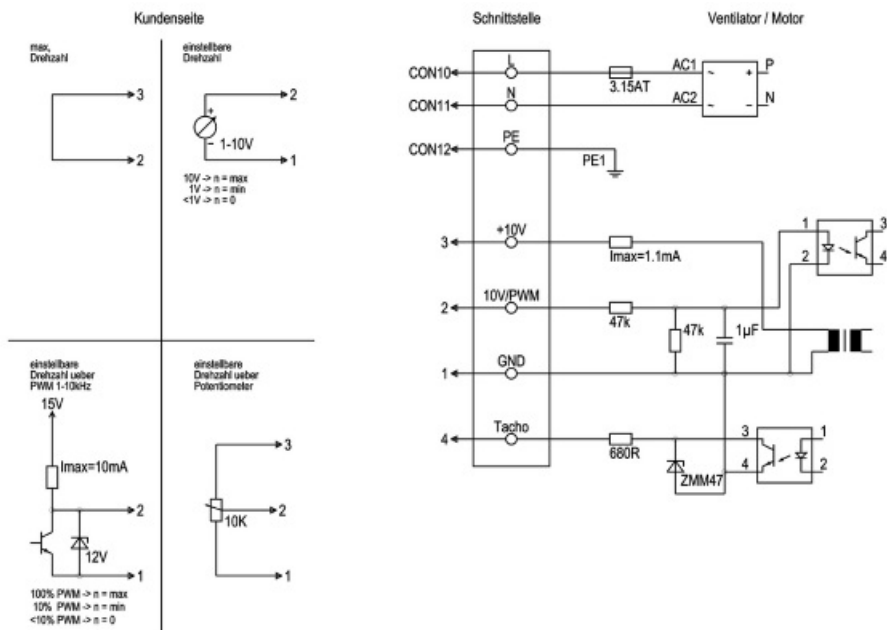 Kundenseite
max,
Drehzahl
3
2
einstellbare
Drehzahl
2
+
1-10V
–
1
10V -> n = max
1V -> n = min
<1V -> n = 0
einstellbare
Drehzahl ueber
PWM 1-10kHz
15V
Imax=10mA
2
12V
1
100% PWM -> n = max
10% PWM -> n = min
<10% PWM -> n = 0
einstellbare
Drehzahl ueber
Potentiometer
3
2
10K
1
Schnittstelle
Ventilator / Motor
CON10
L
3.15AT
AC1
~
+
P
CON11
N
AC2
~
–
N
CON12
PE
PE1
3
+10V
Imax=1.1mA
1
3
2
4
2
10V/PWM
47k
47k
1µF
1
GND
4
Tacho
680R
ZMM47
3
1
4
2